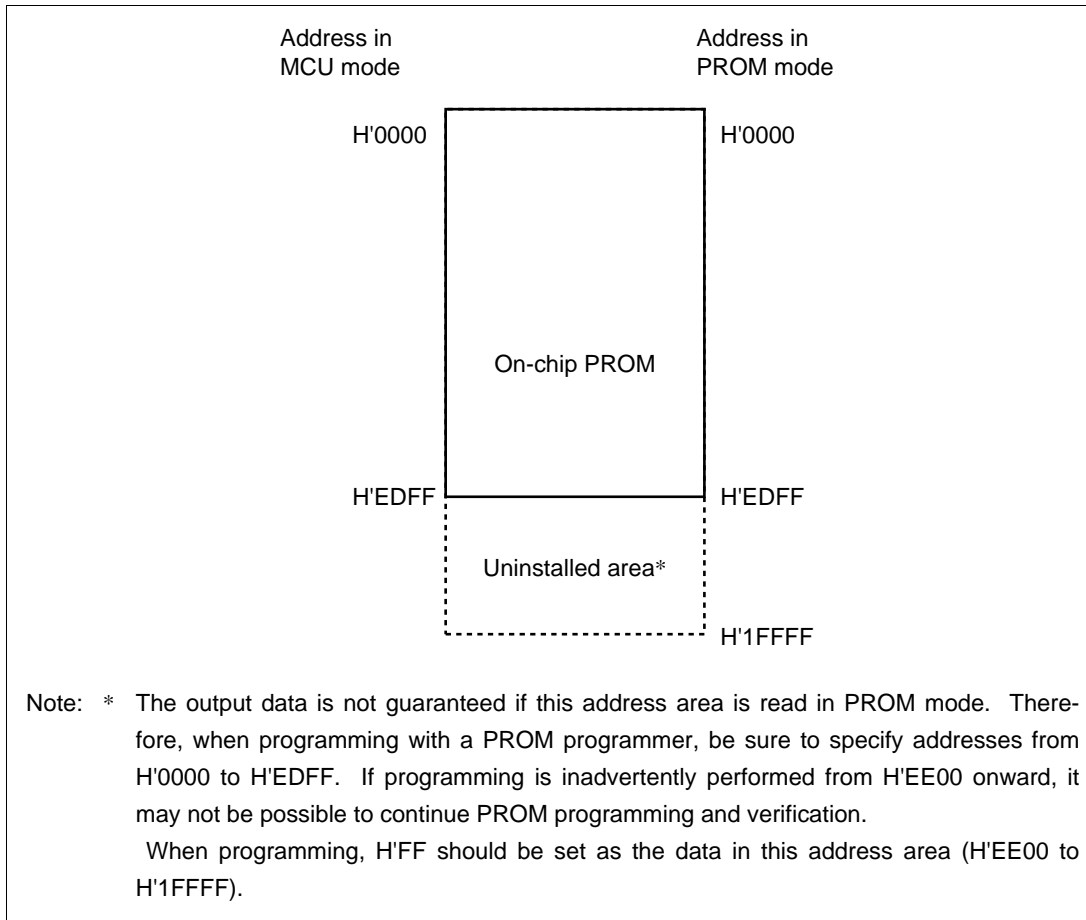 Address in
MCU mode
Address in
PROM mode
H'0000
H'0000
On-chip PROM
H'EDFF
H'EDFF
Uninstalled area*
H'1FFFF
Note: * The output data is not guaranteed if this address area is read in PROM mode. There-
fore, when programming with a PROM programmer, be sure to specify addresses from
H'0000 to H'EDFF. If programming is inadvertently performed from H'EE00 onward, it
may not be possible to continue PROM programming and verification.
When programming, H'FF should be set as the data in this address area (H'EE00 to
H'1FFFF).